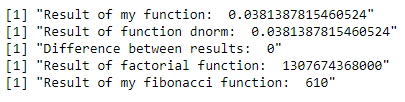 [1] "Result of my function:  0.0381387815460524"
[1] "Result of function dnorm:  0.0381387815460524"
[1] "Difference between results:  0"
[1] "Result of factorial function:  1307674368000"
[1] "Result of my fibonacci function:  610"